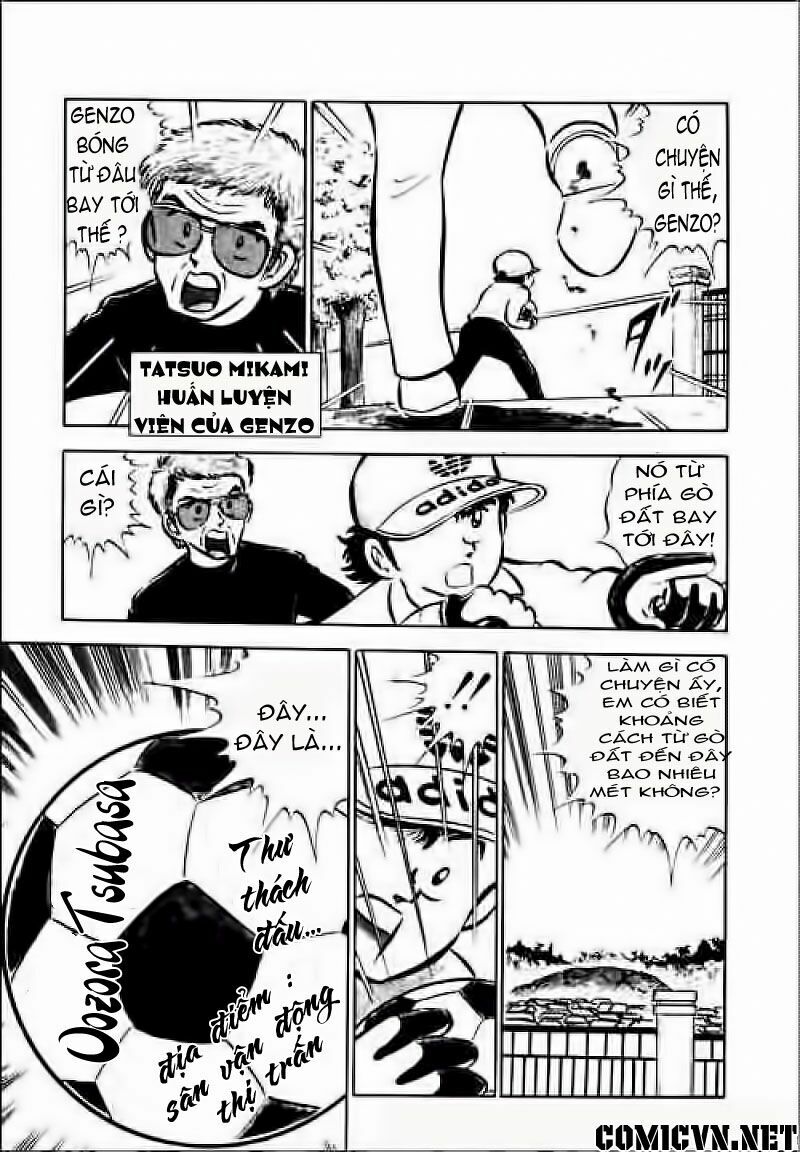 GENZO
BÓNG
TỪ ĐÂU
BAY TỚI
THẾ ?
CÓ
CHUYỆN
GÌ THẾ,
GENZO?
TATSUO MIKAMI
HUẤN LUYỆN
VIÊN CỦA GENZO
CÁI
GÌ?
adidas
NÓ TỪ
PHÍA GÒ
ĐẤT BAY
TỚI ĐÂY!
ĐÂY...
ĐÂY LÀ...
Oozora Tsubasa
Thư
thách
đấu...
địa điểm :
sân vận động
thị trấn
!!
adid
LÀM GÌ CÓ
CHUYỆN ẤY,
EM CÓ BIẾT
KHOẢNG
CÁCH TỪ GÒ
ĐẤT ĐẾN ĐÂY
BAO NHIÊU
MÉT KHÔNG?
COMICVN.NET